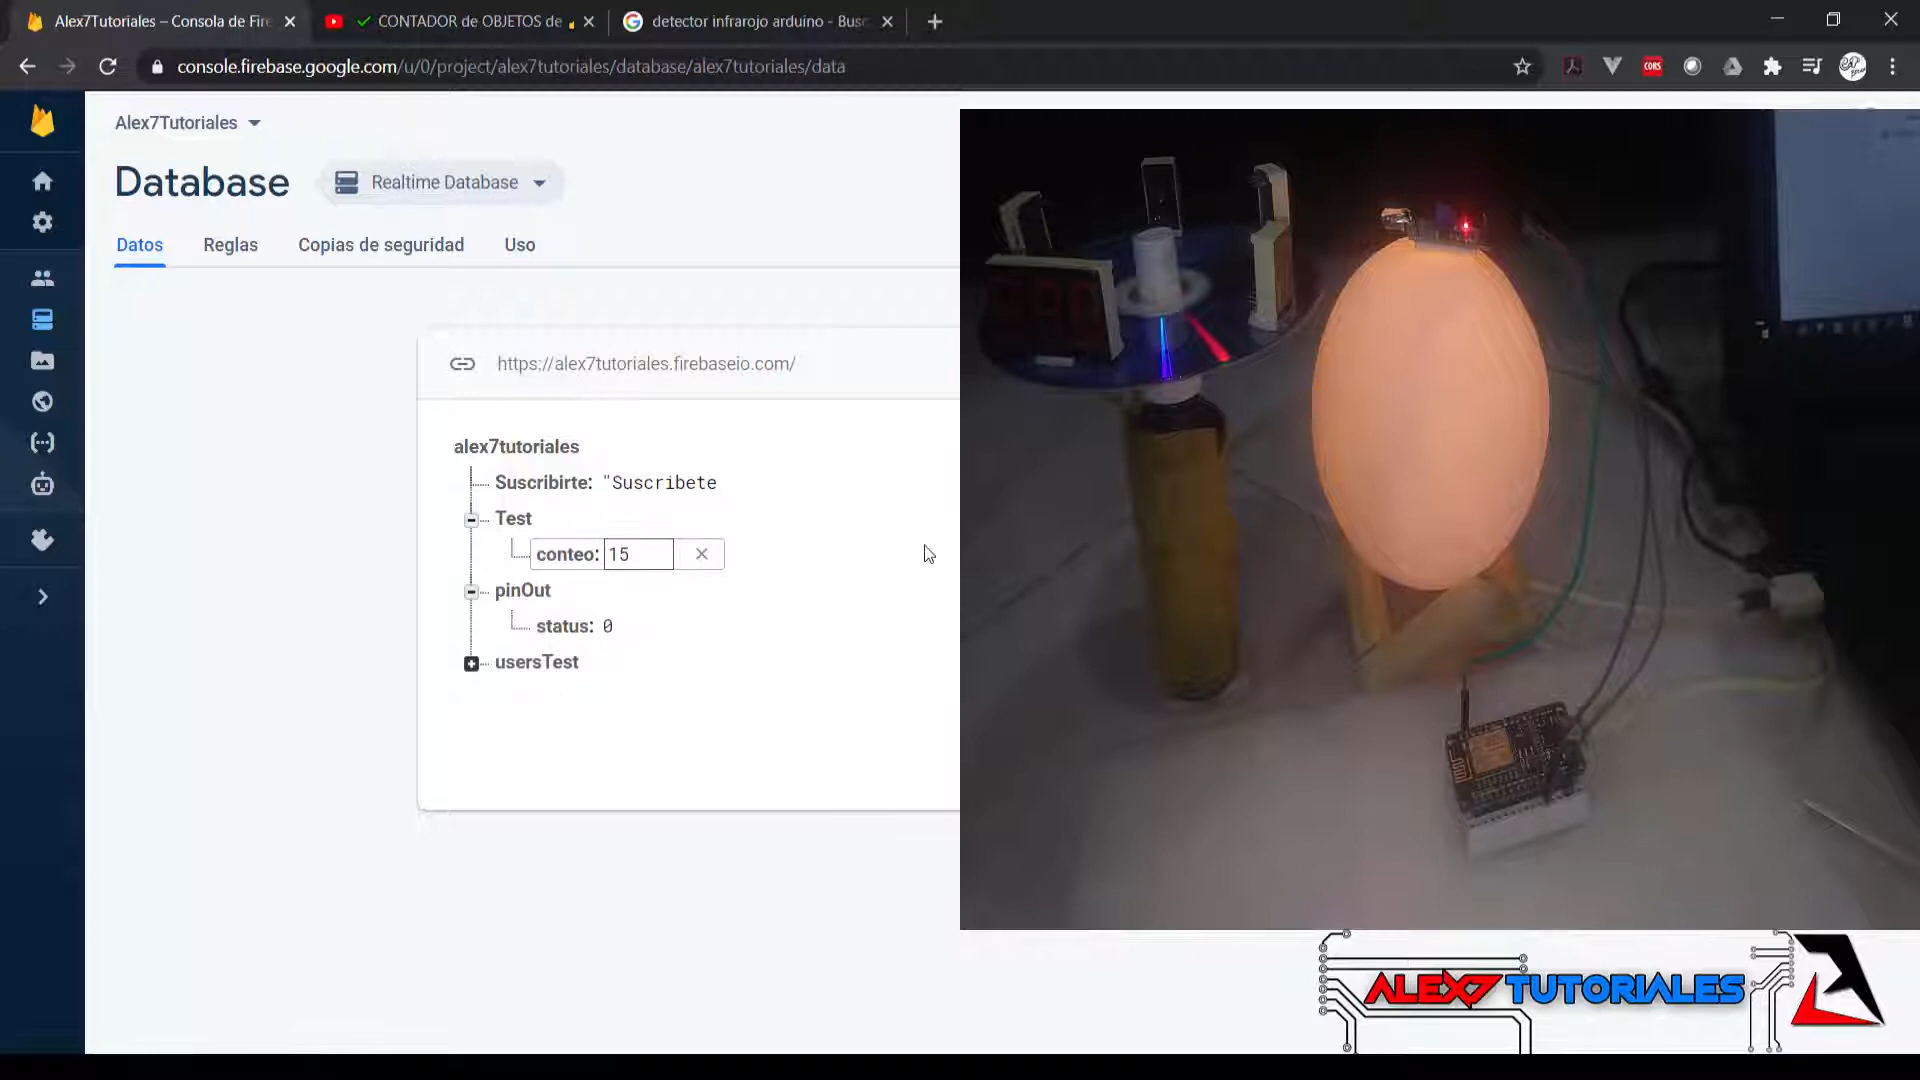 Alex7Tutoriales – Consola de Fire
CONTADOR de OBJETOS de
detector infrarojo arduino - Busc
console.firebase.google.com/u/0/project/alex7tutoriales/database/alex7tutoriales/data
CORS
Alex7Tutoriales
Database
Realtime Database
Datos
Reglas
Copias de seguridad
Uso
https://alex7tutoriales.firebaseio.com/
alex7tutoriales
Suscribirte: "Suscribete
Test
conteo: 15
pinOut
status: 0
usersTest
ALEX7 TUTORIALES